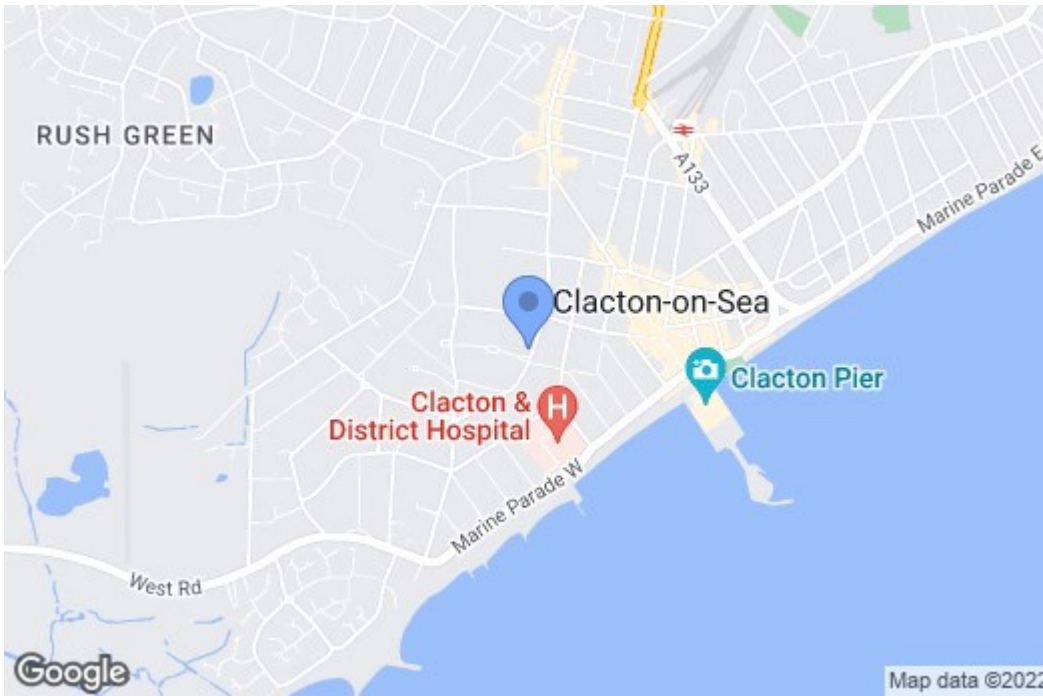 RUSH GREEN
A133
Marine Parade E
Clacton-on-Sea
Clacton Pier
Clacton &
District Hospital
H
Marine Parade W
West Rd
Google
Map data ©2022